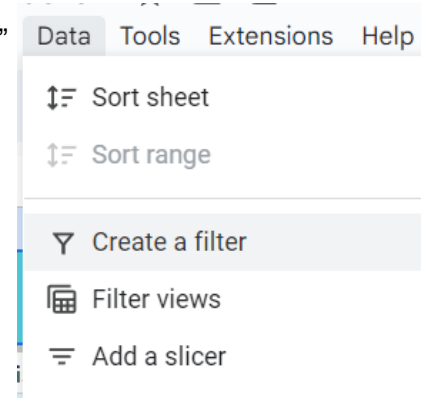 ”
Data Tools Extensions Help
Sort sheet
Sort range
Create a filter
Filter views
Add a slicer